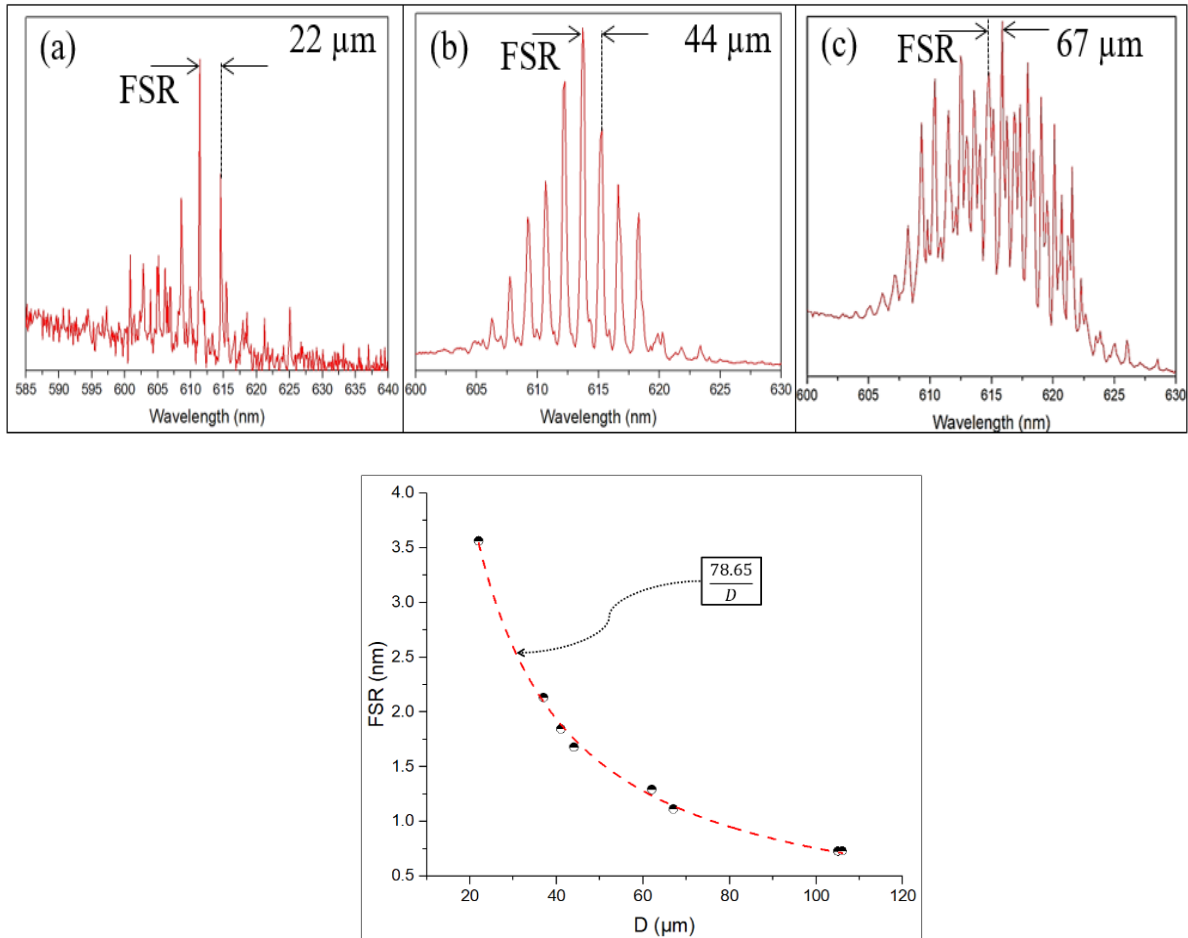 (a)
22 μm
FSR
585 590 595 600 605 610 615 620 625 630 635 640
Wavelength (nm)
(b)
44 μm
FSR
600 605 610 615 620 625 630
Wavelength (nm)
(c)
67 μm
FSR
600 605 610 615 620 625 630
Wavelength (nm)
4.0
3.5
3.0
2.5
2.0
1.5
1.0
0.5
FSR (nm)
78.65
D
20 40 60 80 100 120
D (μm)